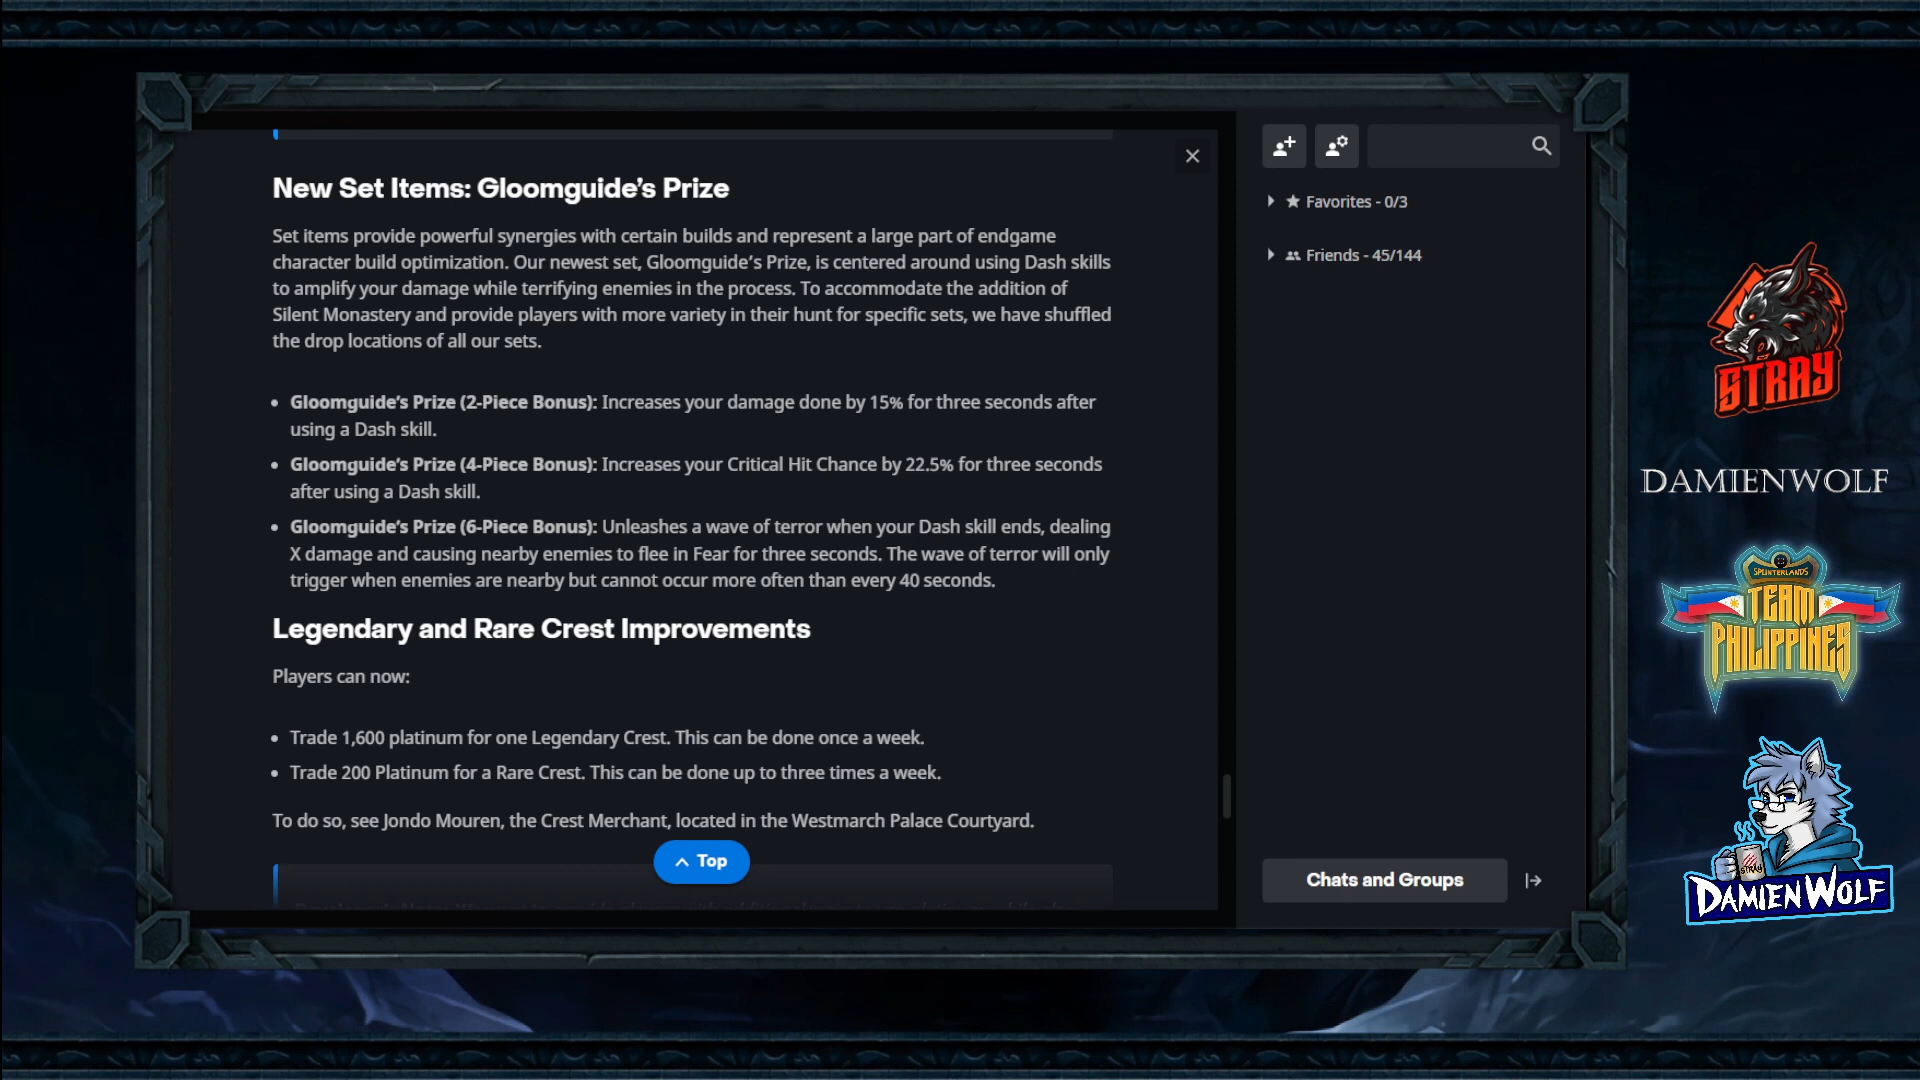 New Set Items: Gloomguide’s Prize
Set items provide powerful synergies with certain builds and represent a large part of endgame
character build optimization. Our newest set, Gloomguide’s Prize, is centered around using Dash skills
to amplify your damage while terrifying enemies in the process. To accommodate the addition of
Silent Monastery and provide players with more variety in their hunt for specific sets, we have shuffled
the drop locations of all our sets.
• Gloomguide’s Prize (2-Piece Bonus): Increases your damage done by 15% for three seconds after
using a Dash skill.
• Gloomguide’s Prize (4-Piece Bonus): Increases your Critical Hit Chance by 22.5% for three seconds
after using a Dash skill.
• Gloomguide’s Prize (6-Piece Bonus): Unleashes a wave of terror when your Dash skill ends, dealing
X damage and causing nearby enemies to flee in Fear for three seconds. The wave of terror will only
trigger when enemies are nearby but cannot occur more often than every 40 seconds.
Legendary and Rare Crest Improvements
Players can now:
• Trade 1,600 platinum for one Legendary Crest. This can be done once a week.
• Trade 200 Platinum for a Rare Crest. This can be done up to three times a week.
To do so, see Jondo Mouren, the Crest Merchant, located in the Westmarch Palace Courtyard.
Top
Favorites - 0/3
Friends - 45/144
Chats and Groups
STRAY
DAMIENWOLF
SPLINTERLANDS
TEAM
PHILIPPINES
STRAY
DAMIENWOLF